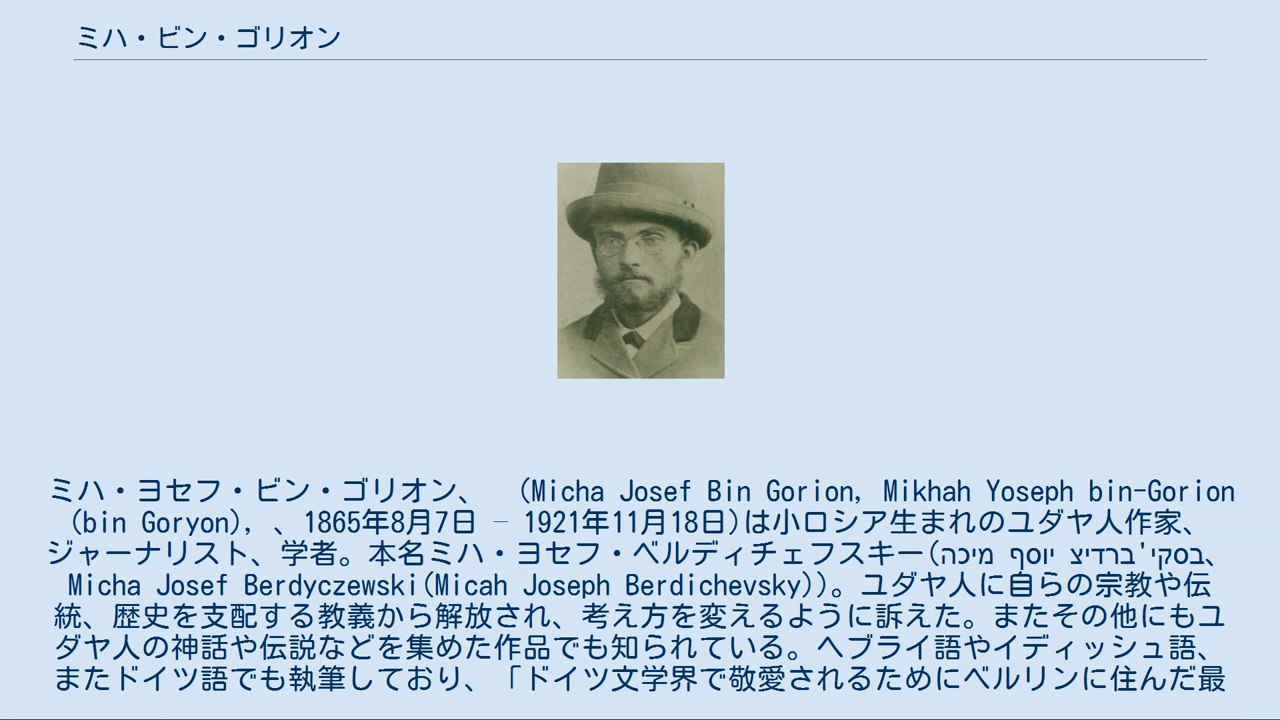 ミハ・ビン・ゴリオン
ミハ・ヨセフ・ビン・ゴリオン、　(Micha Josef Bin Gorion, Mikhah Yoseph bin-Gorion
(bin Goryon), 、1865年8月7日 – 1921年11月18日)は小ロシア生まれのユダヤ人作家、
ジャーナリスト、学者。本名ミハ・ヨセフ・ベルディチェフスキー(מיכה יוסף ברדיצ'בסקי、
Micha Josef Berdyczewski(Micah Joseph Berdichevsky))。ユダヤ人に自らの宗教や伝
統、歴史を支配する教義から解放され、考え方を変えるように訴えた。またその他にもユ
ダヤ人の神話や伝説などを集めた作品でも知られている。ヘブライ語やイディッシュ語、
またドイツ語でも執筆しており、「ドイツ文学界で敬愛されるためにベルリンに住んだ最